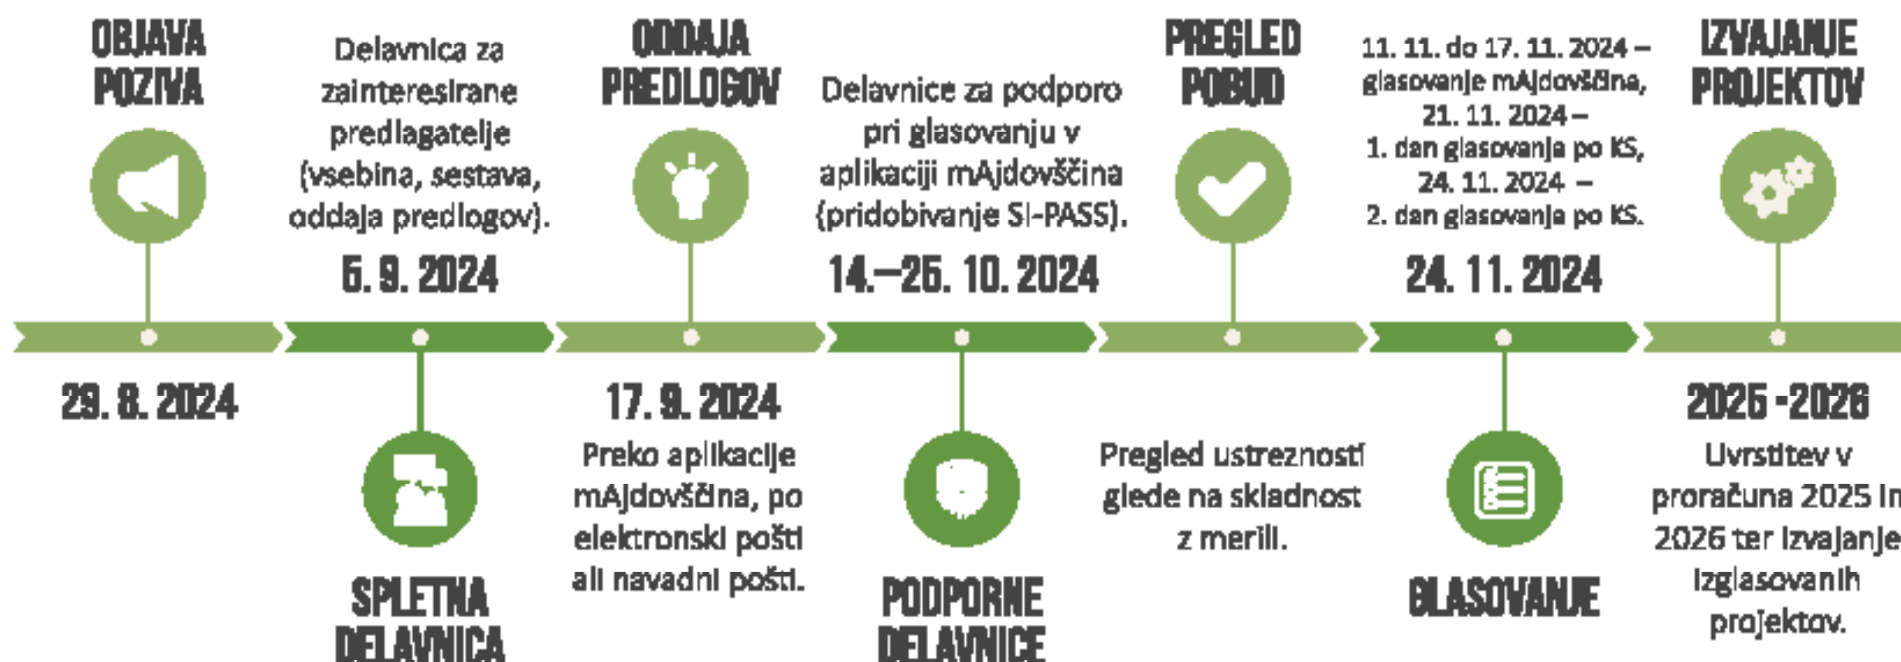 OBJAVA
POZIVA
29. 8. 2024
Delavnica za
zainteresirane
predlagatelje
(vsebina, sestava,
oddaja predlogov).
5. 9. 2024
SPLETNA
DELAVNICA
ODDAJA
PREDLOGOV
17. 9. 2024
Preko aplikacije
mAjdovščina, po
elektronski pošti
ali navadni pošti.
Delavnice za podporo
pri glasovanju v
aplikaciji mAjdovščina
(pridobivanje SI-PASS).
14.–25. 10. 2024
PODPORNE
DELAVNICE
PREGLED
POBUD
Pregled ustreznosti
glede na skladnost
z merili.
11. 11. do 17. 11. 2024 –
glasovanje mAjdovščina,
21. 11. 2024 –
1. dan glasovanja po KS,
24. 11. 2024 –
2. dan glasovanja po KS.
24. 11. 2024
GLASOVANJE
IZVAJANJE
PROJEKTOV
2025 -2026
Uvrstitev v
proračuna 2025 in
2026 ter izvajanje
izglasovanih
projektov.